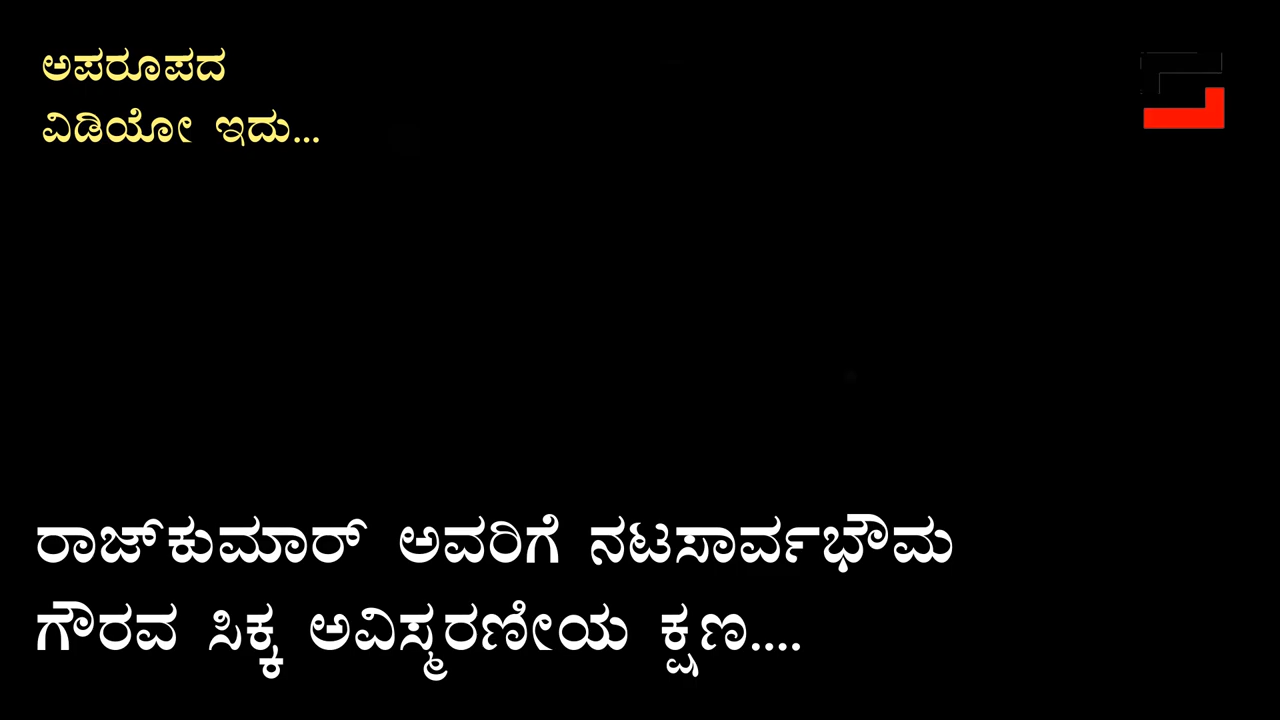 ಅಪರೂಪದ
ವಿಡಿಯೋ ಇದು...
ರಾಜ್‌ಕುಮಾರ್ ಅವರಿಗೆ ನಟಸಾರ್ವಭೌಮ
ಗೌರವ ಸಿಕ್ಕ ಅವಿಸ್ಮರಣೀಯ ಕ್ಷಣ....